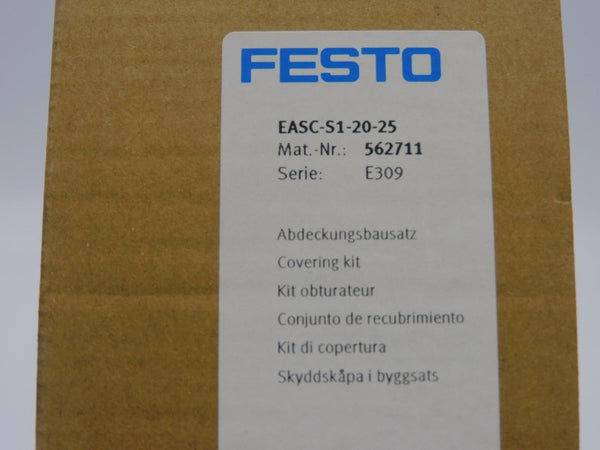 FESTO
EASC-S1-20-25
Mat.-Nr.: 562711
Serie: E309
Abdeckungsbausatz
Covering kit
Kit obturateur
Conjunto de recubrimiento
Kit di copertura
Skyddskåpa i byggsats